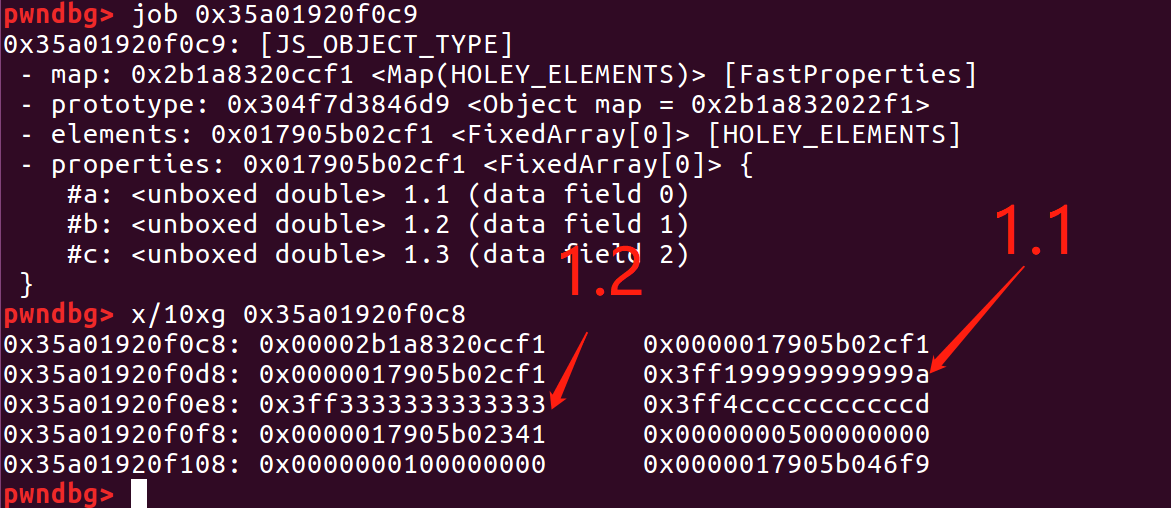 pwndbg> job 0x35a01920f0c9
0x35a01920f0c9: [JS_OBJECT_TYPE]
 - map: 0x2b1a8320ccf1 <Map(HOLEY_ELEMENTS)> [FastProperties]
 - prototype: 0x304f7d3846d9 <Object map = 0x2b1a832022f1>
 - elements: 0x017905b02cf1 <FixedArray[0]> [HOLEY_ELEMENTS]
 - properties: 0x017905b02cf1 <FixedArray[0]> {
    #a: <unboxed double> 1.1 (data field 0)
    #b: <unboxed double> 1.2 (data field 1)
    #c: <unboxed double> 1.3 (data field 2)
 }
1.1
1.2
pwndbg> x/10xg 0x35a01920f0c8
0x35a01920f0c8: 0x00002b1a8320ccf1      0x0000017905b02cf1
0x35a01920f0d8: 0x0000017905b02cf1      0x3ff199999999999a
0x35a01920f0e8: 0x3ff3333333333333      0x3ff4cccccccccccd
0x35a01920f0f8: 0x0000017905b02341      0x0000000500000000
0x35a01920f108: 0x0000000100000000      0x0000017905b046f9
pwndbg>